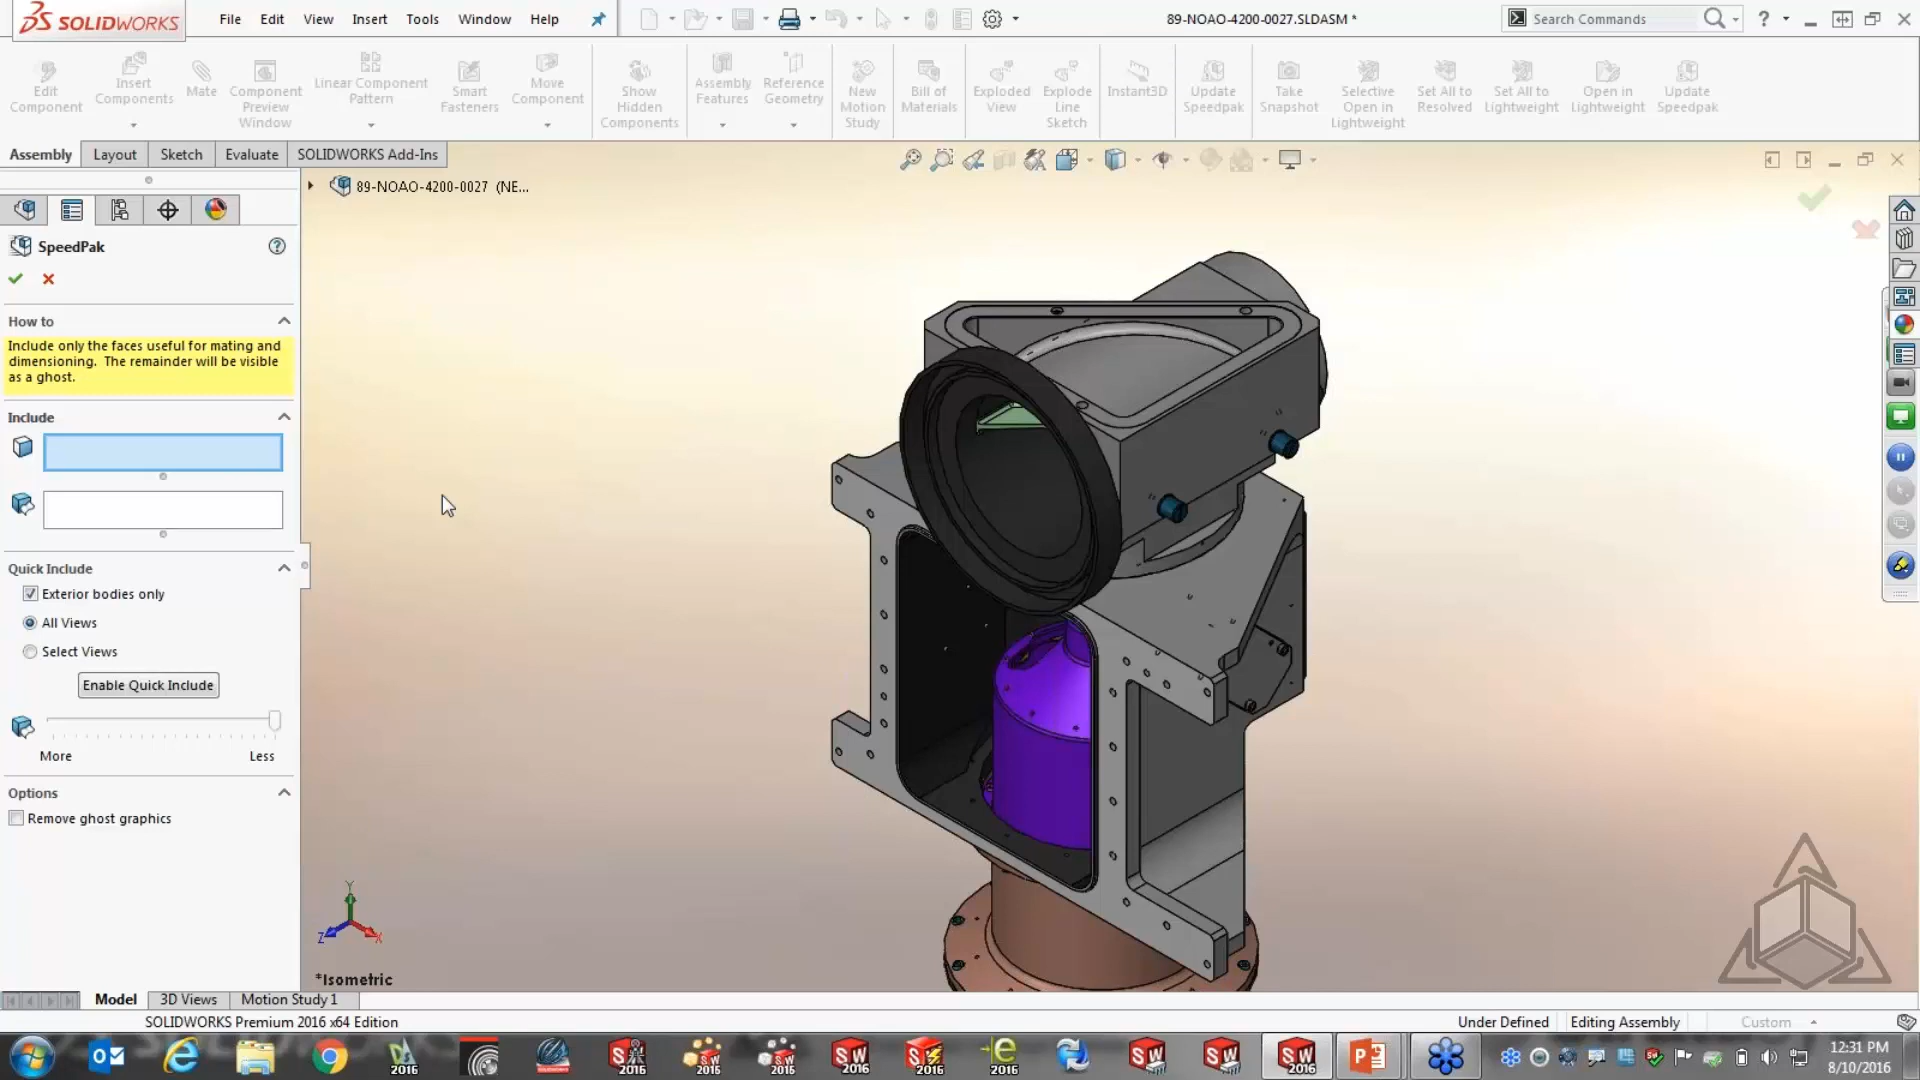 SOLIDWORKS
File Edit View Insert Tools Window Help
89-NOAO-4200-0027.SLDASM *
Search Commands
?
Edit Component
Insert Components
Mate
Component Preview Window
Linear Component Pattern
Smart Fasteners
Move Component
Show Hidden Components
Assembly Features
Reference Geometry
New Motion Study
Bill of Materials
Exploded View
Explode Line Sketch
Instant3D
Update Speedpak
Take Snapshot
Selective Open in Lightweight
Set All to Resolved
Set All to Lightweight
Open in Lightweight
Update Speedpak
Assembly Layout Sketch Evaluate SOLIDWORKS Add-Ins
89-NOAO-4200-0027 (NE...
SpeedPak
?
How to
Include only the faces useful for mating and
dimensioning. The remainder will be visible
as a ghost.
Include
Quick Include
Exterior bodies only
All Views
Select Views
Enable Quick Include
More Less
Options
Remove ghost graphics
Y
Z X
*Isometric
Model 3D Views Motion Study 1
SOLIDWORKS Premium 2016 x64 Edition
Under Defined Editing Assembly Custom
12:31 PM
8/10/2016